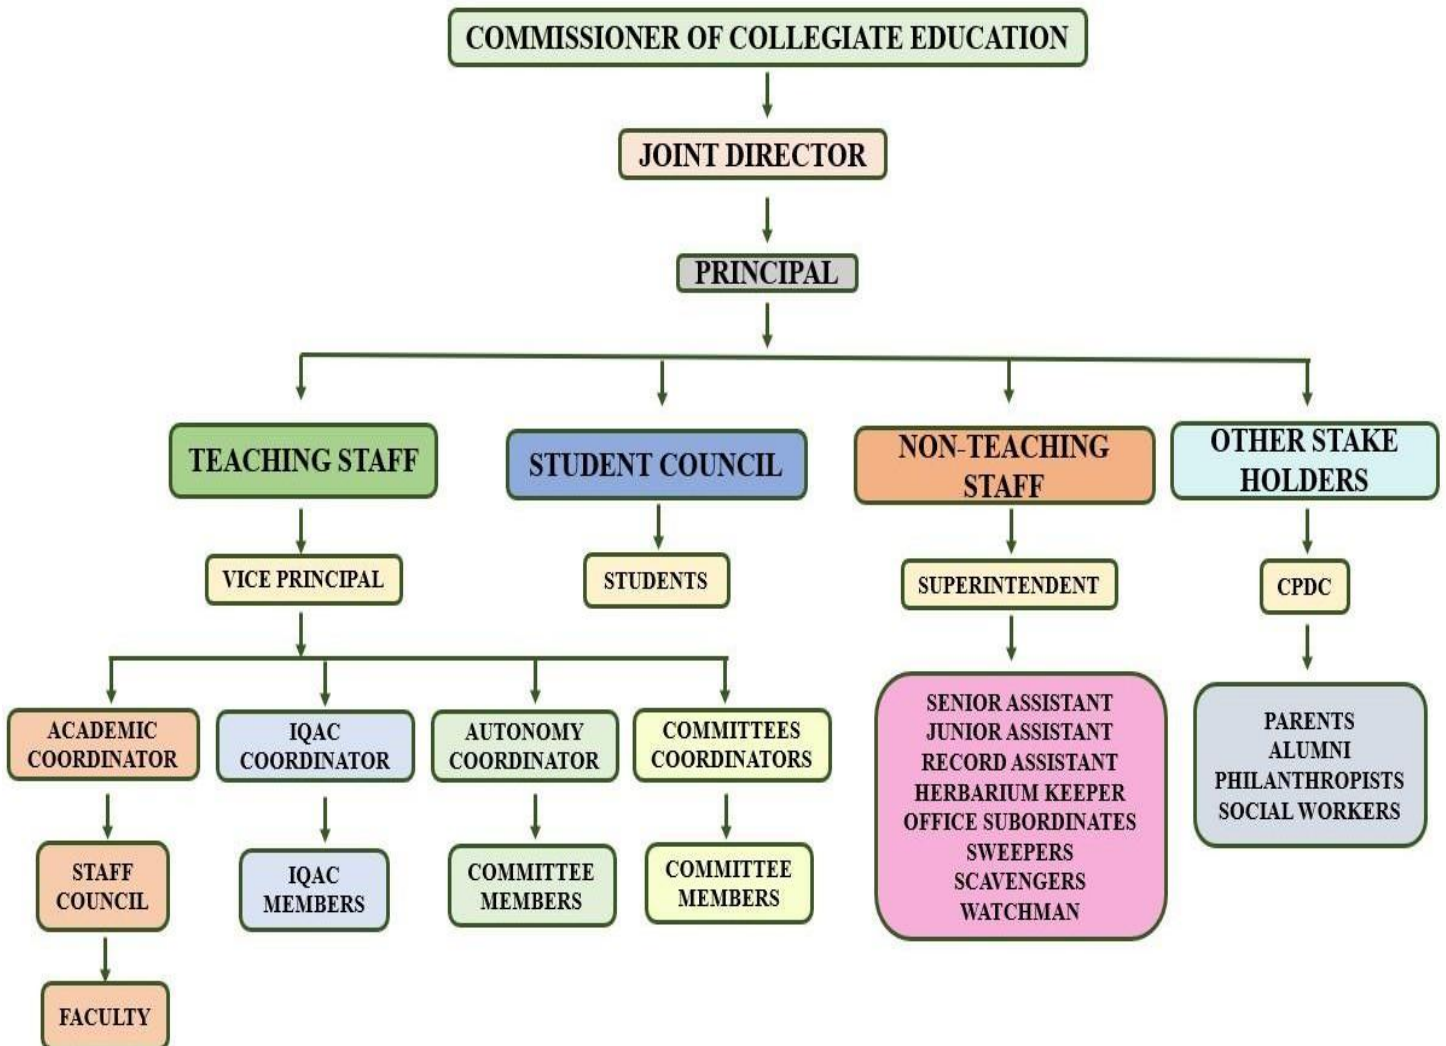 COMMISSIONER OF COLLEGIATE EDUCATION
JOINT DIRECTOR
PRINCIPAL
TEACHING STAFF
STUDENT COUNCIL
NON-TEACHING
STAFF
OTHER STAKE
HOLDERS
VICE PRINCIPAL
STUDENTS
SUPERINTENDENT
CPDC
ACADEMIC
COORDINATOR
IQAC
COORDINATOR
AUTONOMY
COORDINATOR
COMMITTEES
COORDINATORS
SENIOR ASSISTANT
JUNIOR ASSISTANT
RECORD ASSISTANT
HERBARIUM KEEPER
OFFICE SUBORDINATES
SWEEPERS
SCAVENGERS
WATCHMAN
PARENTS
ALUMNI
PHILANTHROPISTS
SOCIAL WORKERS
STAFF
COUNCIL
IQAC
MEMBERS
COMMITTEE
MEMBERS
COMMITTEE
MEMBERS
FACULTY